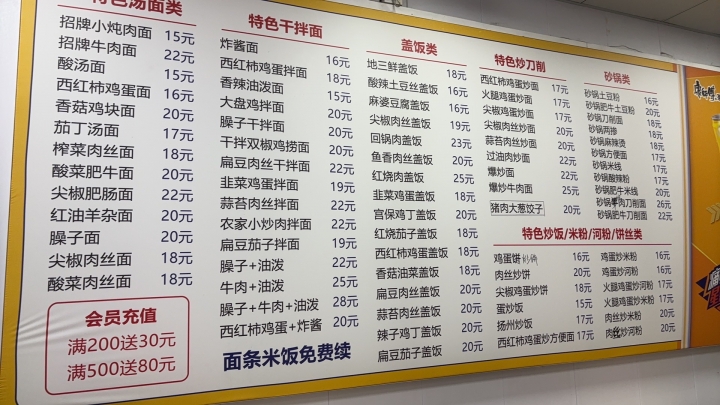 特色汤面类
招牌小炖肉面 15元
招牌牛肉面 22元
酸汤面 15元
西红柿鸡蛋面 16元
香菇鸡块面 20元
茄丁汤面 17元
榨菜肉丝面 18元
酸菜肥牛面 20元
尖椒肥肠面 22元
红油羊杂面 20元
臊子面 20元
尖椒肉丝面 18元
酸菜肉丝面 18元
会员充值
满200送30元
满500送80元
特色干拌面
炸酱面 16元
西红柿鸡蛋拌面 18元
香辣油泼面 15元
大盘鸡拌面 20元
臊子干拌面 20元
干拌双椒鸡捞面 20元
扁豆肉丝干拌面 22元
韭菜鸡蛋拌面 19元
蒜苔肉丝拌面 22元
农家小炒肉拌面 22元
扁豆茄子拌面 19元
臊子+油泼 22元
牛肉+油泼 25元
臊子+牛肉+油泼 28元
西红柿鸡蛋+炸酱 20元
面条米饭免费续
盖饭类
地三鲜盖饭 18元
酸辣土豆丝盖饭 16元
麻婆豆腐盖饭 16元
尖椒肉丝盖饭 19元
回锅肉盖饭 23元
鱼香肉丝盖饭 20元
红烧肉盖饭 25元
韭菜鸡蛋盖饭 18元
宫保鸡丁盖饭 20元
红烧茄子盖饭 18元
西红柿鸡蛋盖饭 18元
香菇油菜盖饭 18元
扁豆肉丝盖饭 20元
蒜苔肉丝盖饭 20元
辣子鸡丁盖饭 20元
扁豆茄子盖饭 20元
特色炒刀削
西红柿鸡蛋炒面 17元
火腿鸡蛋炒面 17元
尖椒鸡蛋炒面 17元
尖椒肉丝炒面 20元
蒜苔肉丝炒面 20元
过油肉炒面 22元
爆炒面 22元
爆炒牛肉面 25元
猪肉大葱饺子 20元
砂锅类
砂锅土豆粉 16元
砂锅肥牛土豆粉 20元
砂锅刀削面 18元
砂锅两掺 18元
砂锅麻辣烫 18元
砂锅方便面 17元
砂锅米线 17元
砂锅酸辣粉 17元
砂锅肥牛米线 20元
砂锅羊肉刀削面 26元
砂锅肥牛刀削面 22元
特色炒饭/米粉/河粉/饼丝类
鸡蛋饼 16元
肉丝炒饼 20元
尖椒鸡蛋炒饼 18元
蛋炒饭 15元
扬州炒饭 17元
西红柿鸡蛋炒方便面 17元
鸡蛋炒米粉 16元
鸡蛋炒河粉 16元
火腿鸡蛋炒河粉 17元
火腿鸡蛋炒米粉 17元
肉丝炒米粉 20元
肉丝炒河粉 20元